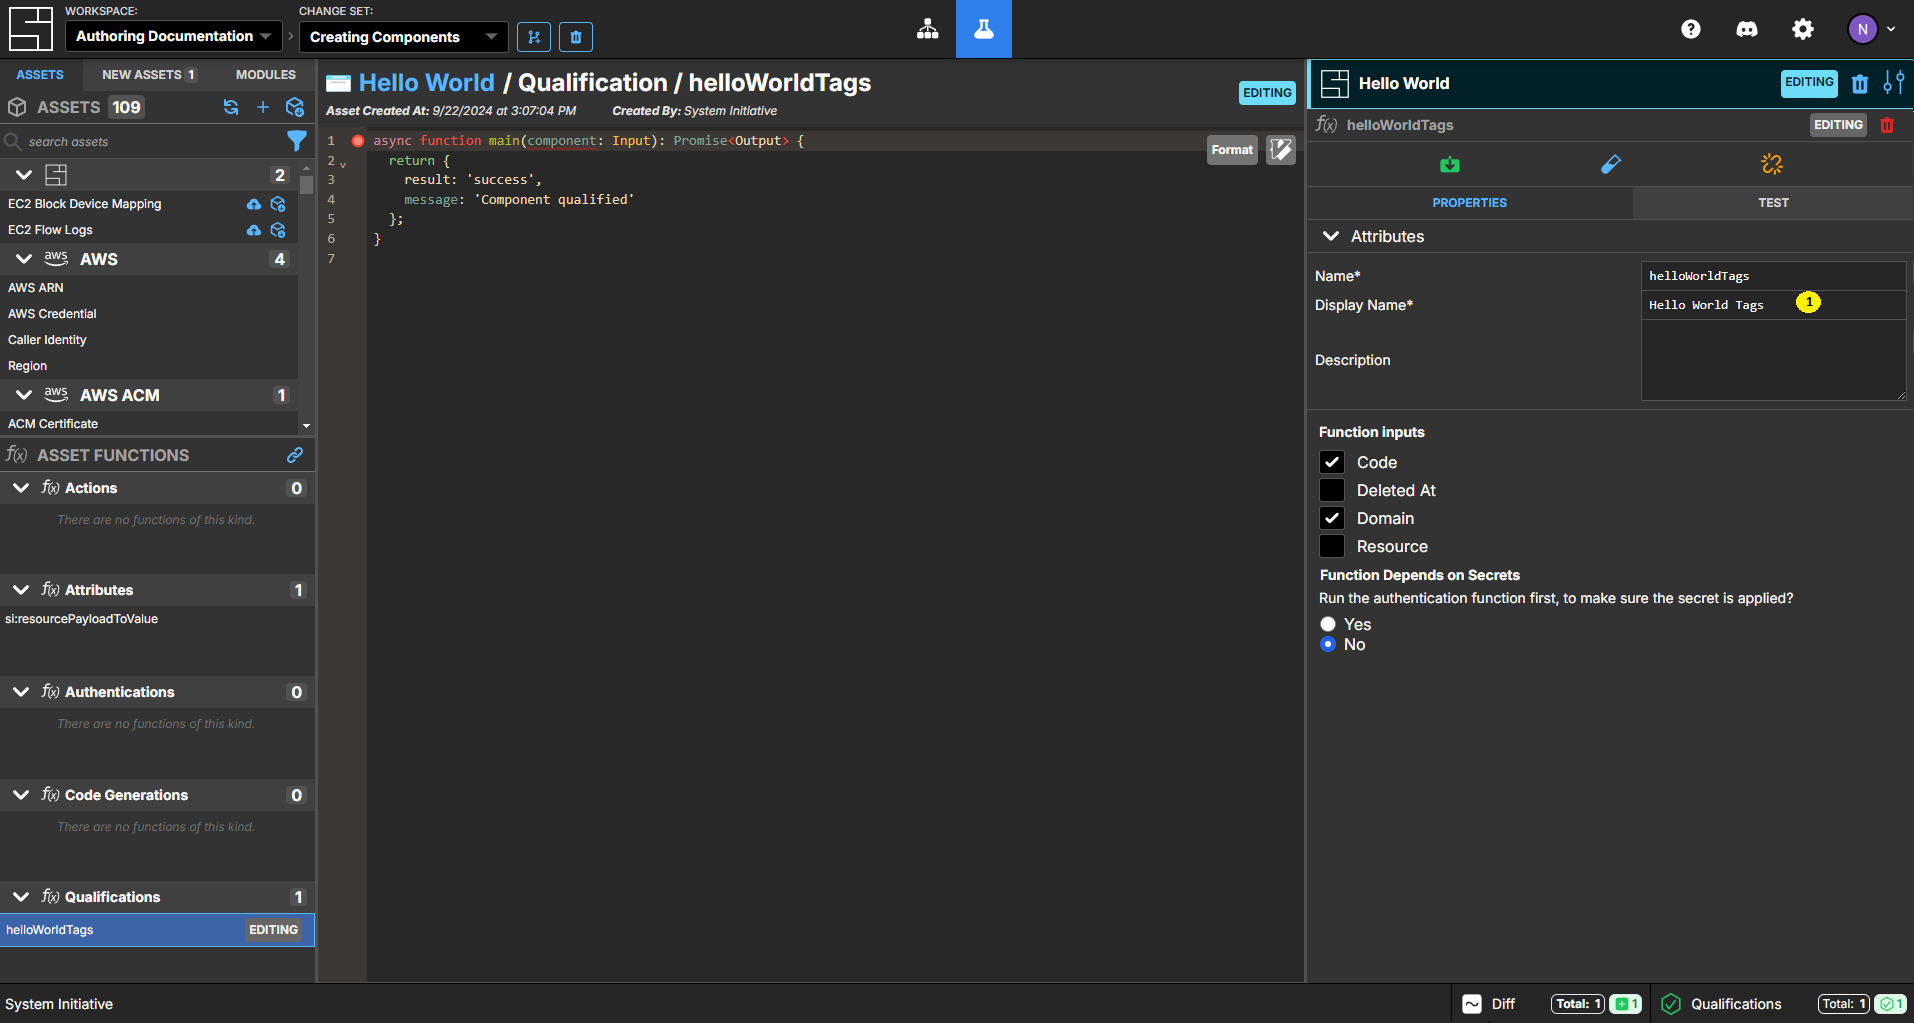 WORKSPACE:
Authoring Documentation
CHANGE SET:
Creating Components
N
ASSETS
NEW ASSETS 1
MODULES
ASSETS 109
search assets
2
EC2 Block Device Mapping
EC2 Flow Logs
aws AWS 4
AWS ARN
AWS Credential
Caller Identity
Region
aws AWS ACM 1
ACM Certificate
f(x) ASSET FUNCTIONS
f(x) Actions 0
There are no functions of this kind.
f(x) Attributes 1
si:resourcePayloadToValue
f(x) Authentications 0
There are no functions of this kind.
f(x) Code Generations 0
There are no functions of this kind.
f(x) Qualifications 1
helloWorldTags EDITING
Hello World / Qualification / helloWorldTags
EDITING
Asset Created At: 9/22/2024 at 3:07:04 PM Created By: System Initiative
Format
1 async function main(component: Input): Promise<Output> {
2 return {
3 result: 'success',
4 message: 'Component qualified'
5 };
6 }
7
Hello World EDITING
f(x) helloWorldTags EDITING
PROPERTIES
TEST
Attributes
Name* helloWorldTags
Display Name* Hello World Tags 1
Description
Function inputs
Code
Deleted At
Domain
Resource
Function Depends on Secrets
Run the authentication function first, to make sure the secret is applied?
Yes
No
System Initiative
Diff Total: 1 1
Qualifications Total: 1 1